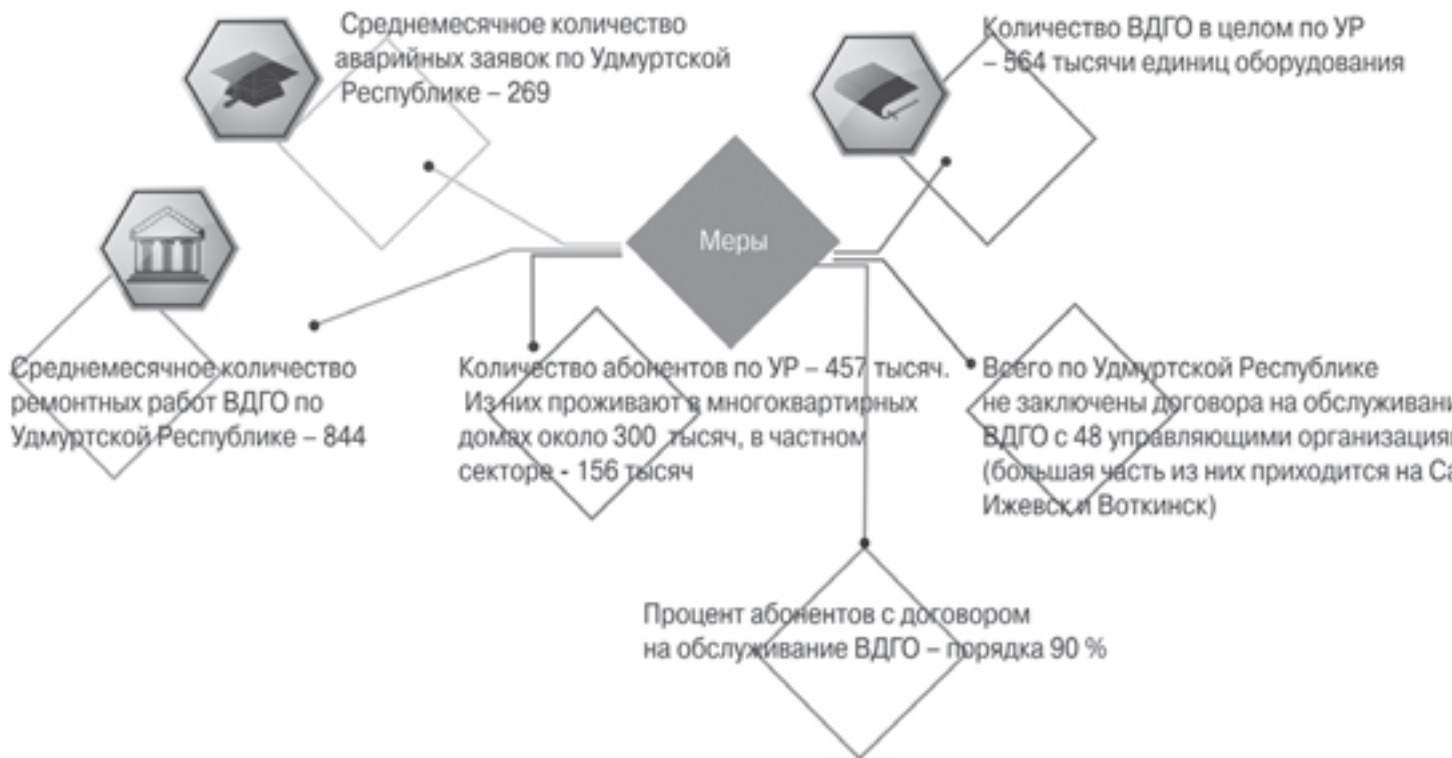 Среднемесячное количество
аварийных заявок по Удмуртской
Республике – 269
Количество ВДГО в целом по УР
– 564 тысячи единиц оборудования
Меры
Среднемесячное количество
ремонтных работ ВДГО по
Удмуртской Республике – 844
Количество абонентов по УР – 457 тысяч.
Из них проживают в многоквартирных
домах около 300 тысяч, в частном
секторе - 156 тысяч
Всего по Удмуртской Республике
не заключены договора на
ВДГО с 48 управляющими
(большая часть из них приходится на
Ижевск и Воткинск)
Процент абонентов с договором
на обслуживание ВДГО – порядка 90 %